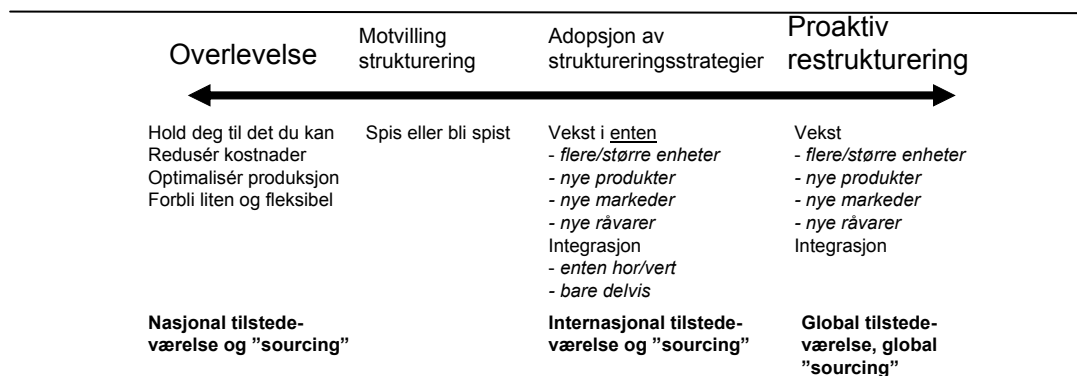 Overlevelse
Motvilling
strukturering
Adopsjon av
struktureringsstrategier
Proaktiv
restrukturering
Hold deg til det du kan
Redusér kostnader
Optimalisér produksjon
Forbli liten og fleksibel
Spis eller bli spist
Vekst i enten
- flere/større enheter
- nye produkter
- nye markeder
- nye råvarer
Integrasjon
- enten hor/vert
- bare delvis
Vekst
- flere/større enheter
- nye produkter
- nye markeder
- nye råvarer
Integrasjon
Nasjonal tilstede-
værelse og ”sourcing”
Internasjonal tilstede-
værelse og ”sourcing”
Global tilstede-
værelse, global
”sourcing”